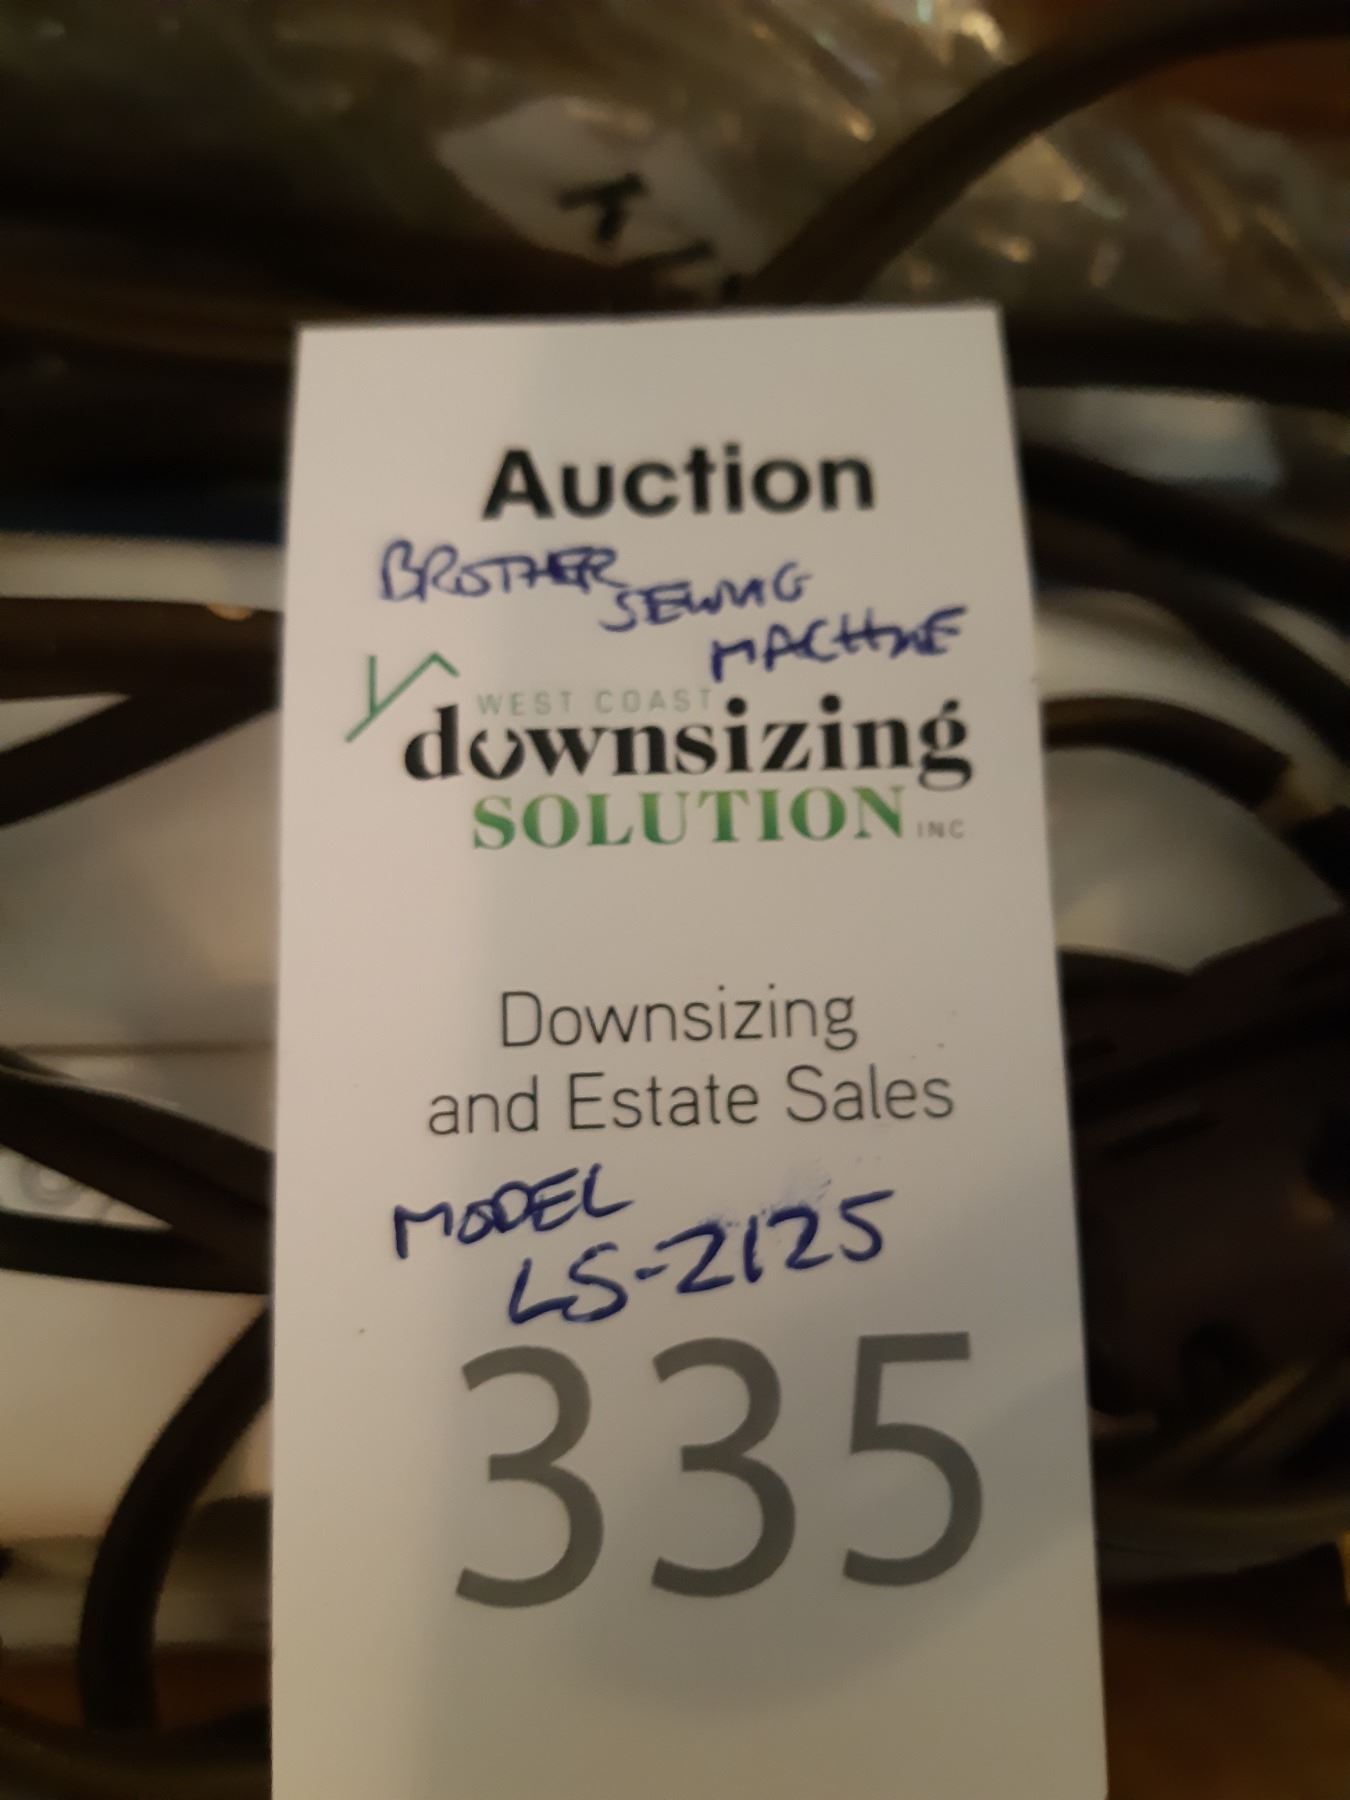 Auction
BROTHER
SEWING
MACHINE
WEST COAST
downsizing
SOLUTION INC
Downsizing
and Estate Sales
MODEL
LS-2125
335